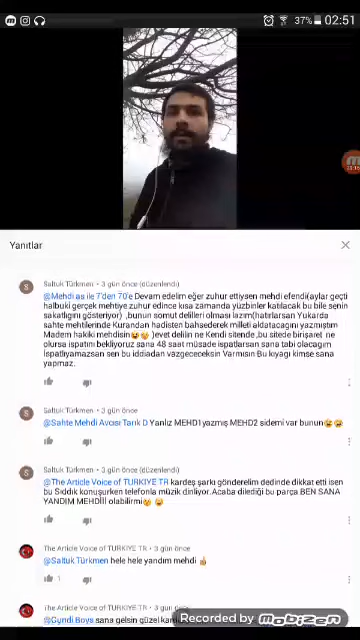 37% 02:51
Yanıtlar
Saltuk Türkmen • 3 gün önce (düzenlendi)
@Mehdi as ile 7'den 70'e Devam edelim eğer zuhur ettiysen mehdi efendi(aylar geçti
halbuki gerçek mehtiye zuhur edince kısa zamanda yüzbinler katılacak bu bile senin
sakatlıgını gösteriyor) ,bunun somut delilleri olması lazım(hatırlarsan Yukarda
sahte mehtilerinde Kurandan hadisten bahsederek milleti aldatacagını yazmıştım
Madem hakiki mehdisin😄😉 )evet delilin ne Kendi sitende ,bu sitede birişaret ne
olursa ispatını bekliyoruz sana 48 saat müsade ispatlarsan sana tabi olacagım
İspatlıyamazsan sen bu iddiadan vazgececeksin Varmısın Bu kıyagı kimse sana
yapmaz.
Saltuk Türkmen • 3 gün önce
@Sahte Mehdi Avcısı Tarık D Yanlız MEHD1yazmış MEHD2 şidemi var bunun😄😄
Saltuk Türkmen • 3 gün önce (düzenlendi)
@The Article Voice of TURKIYE TR kardeş şarkı gönderelim dedinde dikkat etti isen
bu Sıddık konuşurken telefonla müzik dinliyor. Acaba dilediği bu parça BEN SANA
YANDIM MEHDİİİ olabilirmi
The Article Voice of TURKIYE TR • 3 gün önce
@Saltuk Türkmen hele hele yandım mehdi
1
The Article Voice of TURKIYE TR • 3 gün
@Gundi Boys sana gelsin güzel
Recorded by mobizen